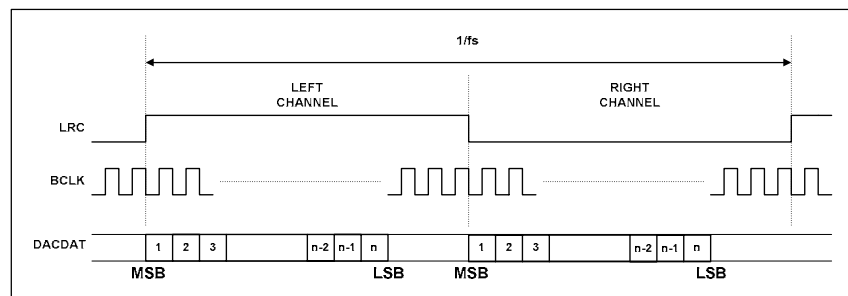 1/fs
LEFT CHANNEL
RIGHT CHANNEL
LRC
BCLK
DACDAT
1 2 3 n-2 n-1 n 1 2 3 n-2 n-1 n
MSB LSB MSB LSB